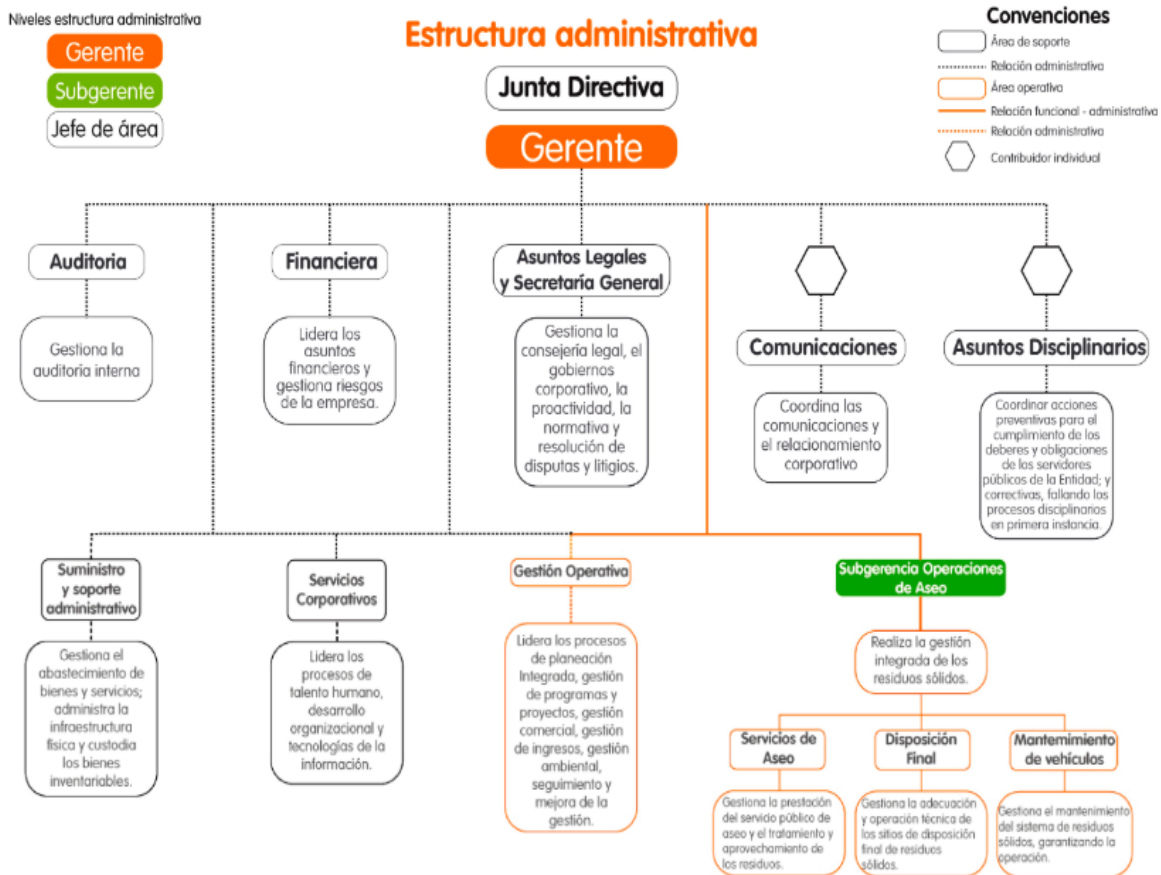 Niveles estructura administrativa
Gerente
Subgerente
Jefe de área
Estructura administrativa
Junta Directiva
Gerente
Convenciones
Área de soporte
Relación administrativa
Área operativa
Relación funcional - administrativa
Relación administrativa
Contribuidor individual
Auditoria
Gestiona la
auditoría interna
Financiera
Lidera los
asuntos
financieros y
gestiona riesgos
de la empresa.
Asuntos Legales
y Secretaría General
Gestiona la
consejería legal, el
gobiernos
corporativo, la
proactividad, la
normativa y
resolución de
disputas y litigios.
Comunicaciones
Coordina las
comunicaciones y
el relacionamiento
corporativo
Asuntos Disciplinarios
Coordinar acciones
preventivas para el
cumplimiento de los
deberes y obligaciones
de los servidores
públicos de la Entidad; y
correctivas, fallando los
procesos disciplinarios
en primera instancia.
Suministro
y soporte
administrativo
Gestiona el
abastecimiento de
bienes y servicios;
administra la
infraestructura
física y custodia
los bienes
inventariables.
Servicios
Corporativos
Lidera los
procesos de
talento humano,
desarrollo
organizacional y
tecnologías de la
información.
Gestión Operativa
Lidera los procesos
de planeación
Integrada, gestión
de programas y
proyectos, gestión
comercial, gestión
de ingresos, gestión
ambiental,
seguimiento y
mejora de la
gestión.
Subgerencia Operaciones
de Aseo
Realiza la gestión
integrada de los
residuos sólidos.
Servicios de
Aseo
Gestiona la prestación
del servicio público de
aseo y el tratamiento y
aprovechamiento de
los residuos.
Disposición
Final
Gestiona la adecuación
y operación técnica de
los sitios de disposición
final de residuos
sólidos.
Mantemimiento
de vehículos
Gestiona el mantenimiento
del sistema de residuos
sólidos, garantizando la
operación.